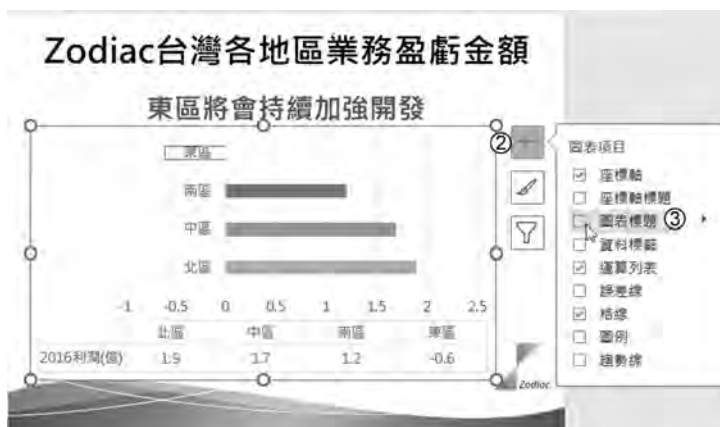 Zodiac台灣各地區業務盈虧金額
東區將會持續加強開發
東區
南區
中區
北區
-1 -0.5 0 0.5 1 1.5 2 2.5
北區 中區 南區 東區
2016利潤(億) 1.9 1.7 1.2 -0.6
Zodiac
②
圖表項目
座標軸
座標軸標題
圖表標題 ③
資料標籤
運算列表
誤差線
格線
圖例
趨勢線